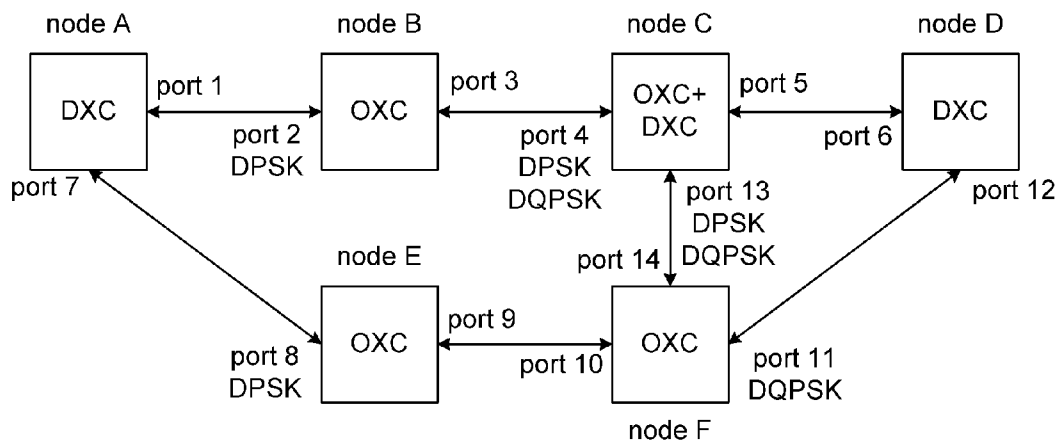 node A
node B
node C
node D
DXC
port 1
port 2
DPSK
OXC
port 3
port 4
DPSK
DQPSK
OXC+
DXC
port 5
port 6
DXC
port 7
port 13
DPSK
DQPSK
port 12
node E
port 14
OXC
port 8
DPSK
port 9
port 10
OXC
port 11
DQPSK
node F